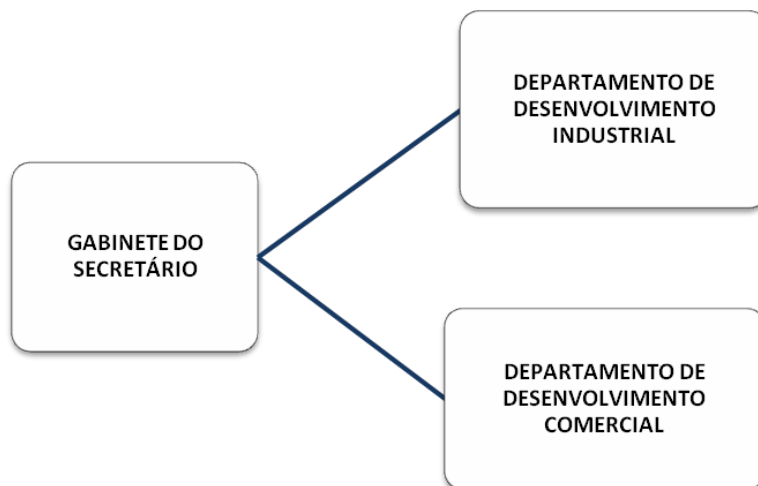 GABINETE DO
SECRETÁRIO
DEPARTAMENTO DE
DESENVOLVIMENTO
INDUSTRIAL
DEPARTAMENTO DE
DESENVOLVIMENTO
COMERCIAL